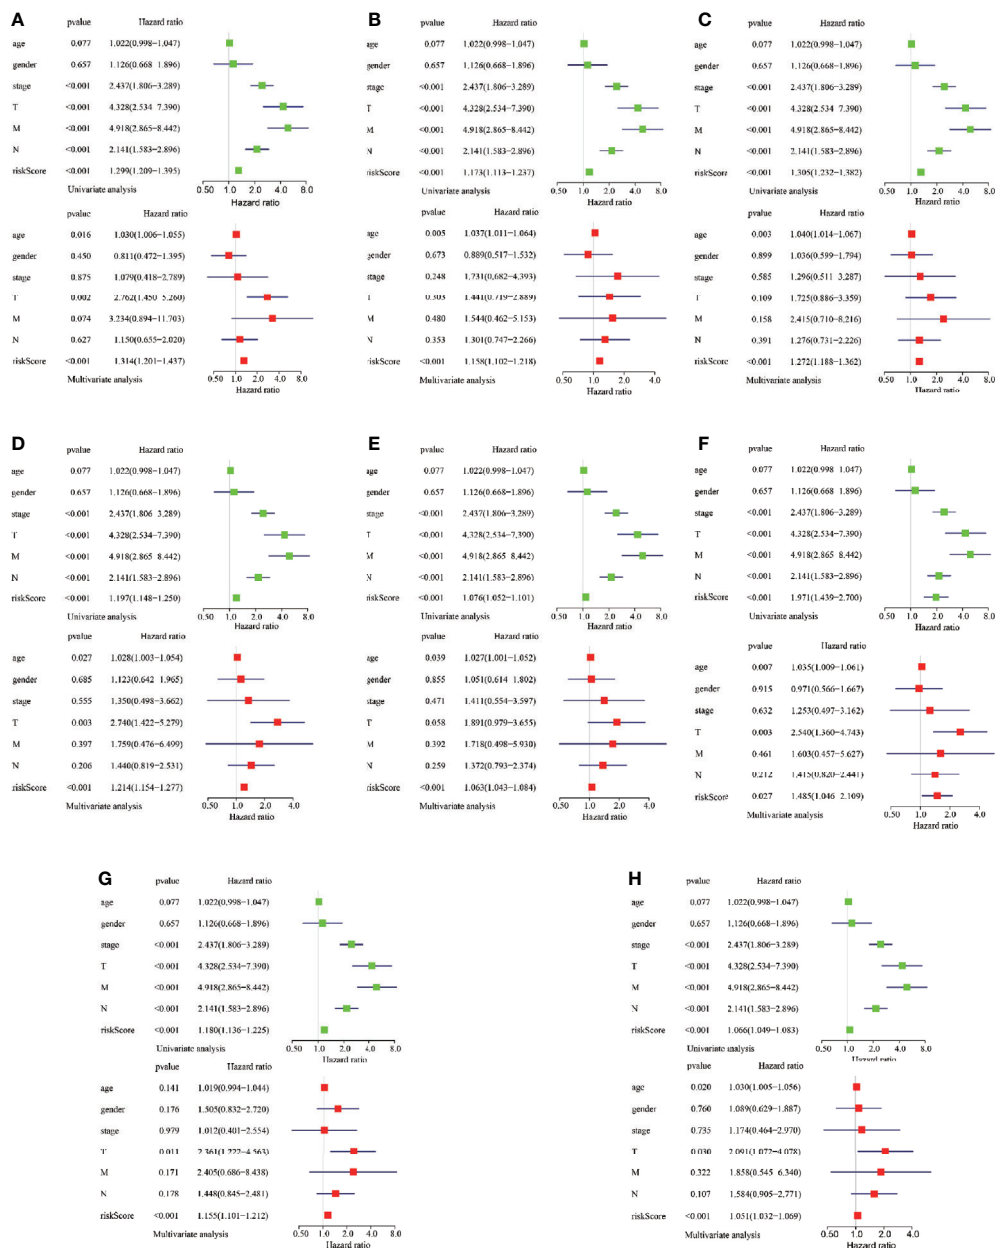 A
pvalue Hazard ratio
age 0.077 1.022(0.998−1.047)
gender 0.657 1.126(0.668 1.896)
stage <0.001 2.437(1.806−3.289)
T <0.001 4.328(2.534 7.390)
M <0.001 4.918(2.865−8.442)
N <0.001 2.141(1.583−2.896)
riskScore <0.001 1.299(1.209−1.395)
Univariate analysis
0.50 1.0 2.0 4.0 8.0
Hazard ratio
pvalue Hazard ratio
age 0.016 1.030(1.006−1.055)
gender 0.450 0.811(0.472−1.395)
stage 0.875 1.079(0.418−2.789)
T 0.002 2.762(1.450 5.260)
M 0.074 3.234(0.894−11.703)
N 0.627 1.150(0.655−2.020)
riskScore <0.001 1.314(1.201−1.437)
Multivariate analysis
0.50 1.0 2.0 4.0 8.0
Hazard ratio
B
pvalue Hazard ratio
age 0.077 1.022(0.998−1.047)
gender 0.657 1.126(0.668−1.896)
stage <0.001 2.437(1.806−3.289)
T <0.001 4.328(2.534−7.390)
M <0.001 4.918(2.865−8.442)
N <0.001 2.141(1.583−2.896)
riskScore <0.001 1.173(1.113−1.237)
Univariate analysis
0.50 1.0 2.0 4.0 8.0
Hazard ratio
pvalue Hazard ratio
age 0.005 1.037(1.011−1.064)
gender 0.673 0.889(0.517−1.532)
stage 0.248 1.731(0.682−4.393)
T 0.303 1.441(0.719−2.889)
M 0.480 1.544(0.462−5.153)
N 0.353 1.301(0.747−2.266)
riskScore <0.001 1.158(1.102−1.218)
Multivariate analysis
0.50 1.0 2.0 4.0
Hazard ratio
C
pvalue Hazard ratio
age 0.077 1.022(0.998−1.047)
gender 0.657 1.126(0.668−1.896)
stage <0.001 2.437(1.806−3.289)
T <0.001 4.328(2.534 7.390)
M <0.001 4.918(2.865−8.442)
N <0.001 2.141(1.583−2.896)
riskScore <0.001 1.305(1.232−1.382)
Univariate analysis
0.50 1.0 2.0 4.0 8.0
Hazard ratio
pvalue Hazard ratio
age 0.003 1.040(1.014−1.067)
gender 0.899 1.036(0.599−1.794)
stage 0.585 1.296(0.511 3.287)
T 0.109 1.725(0.886−3.359)
M 0.158 2.415(0.710−8.216)
N 0.391 1.276(0.731−2.226)
riskScore <0.001 1.272(1.188−1.362)
Multivariate analysis
0.50 1.0 2.0 4.0 8.0
Hazard ratio
D
pvalue Hazard ratio
age 0.077 1.022(0.998−1.047)
gender 0.657 1.126(0.668−1.896)
stage <0.001 2.437(1.806 3.289)
T <0.001 4.328(2.534−7.390)
M <0.001 4.918(2.865 8.442)
N <0.001 2.141(1.583−2.896)
riskScore <0.001 1.197(1.148−1.250)
Univariate analysis
0.50 1.0 2.0 4.0 8.0
Hazard ratio
pvalue Hazard ratio
age 0.027 1.028(1.003−1.054)
gender 0.685 1.123(0.642 1.965)
stage 0.555 1.350(0.498−3.662)
T 0.003 2.740(1.422−5.279)
M 0.397 1.759(0.476−6.499)
N 0.206 1.440(0.819−2.531)
riskScore <0.001 1.214(1.154−1.277)
Multivariate analysis
0.50 1.0 2.0 4.0
Hazard ratio
E
pvalue Hazard ratio
age 0.077 1.022(0.998−1.047)
gender 0.657 1.126(0.668−1.896)
stage <0.001 2.437(1.806−3.289)
T <0.001 4.328(2.534−7.390)
M <0.001 4.918(2.865 8.442)
N <0.001 2.141(1.583−2.896)
riskScore <0.001 1.076(1.052−1.101)
Univariate analysis
0.50 1.0 2.0 4.0 8.0
Hazard ratio
pvalue Hazard ratio
age 0.039 1.027(1.001−1.052)
gender 0.855 1.051(0.614 1.802)
stage 0.471 1.411(0.554−3.597)
T 0.058 1.891(0.979−3.655)
M 0.392 1.718(0.498−5.930)
N 0.259 1.372(0.793−2.374)
riskScore <0.001 1.063(1.043−1.084)
Multivariate analysis
0.50 1.0 2.0 4.0
Hazard ratio
F
pvalue Hazard ratio
age 0.077 1.022(0.998 1.047)
gender 0.657 1.126(0.668 1.896)
stage <0.001 2.437(1.806−3.289)
T <0.001 4.328(2.534−7.390)
M <0.001 4.918(2.865 8.442)
N <0.001 2.141(1.583−2.896)
riskScore <0.001 1.971(1.439−2.700)
Univariate analysis
0.50 1.0 2.0 4.0 8.0
Hazard ratio
pvalue Hazard ratio
age 0.007 1.035(1.009−1.061)
gender 0.915 0.971(0.566−1.667)
stage 0.632 1.253(0.497−3.162)
T 0.003 2.540(1.360−4.743)
M 0.461 1.603(0.457−5.627)
N 0.212 1.415(0.820−2.441)
riskScore 0.027 1.485(1.046 2.109)
Multivariate analysis
0.50 1.0 2.0 4.0
Hazard ratio
G
pvalue Hazard ratio
age 0.077 1.022(0.998−1.047)
gender 0.657 1.126(0.668−1.896)
stage <0.001 2.437(1.806−3.289)
T <0.001 4.328(2.534−7.390)
M <0.001 4.918(2.865−8.442)
N <0.001 2.141(1.583−2.896)
riskScore <0.001 1.180(1.136−1.225)
Univariate analysis
0.50 1.0 2.0 4.0 8.0
Hazard ratio
pvalue Hazard ratio
age 0.141 1.019(0.994−1.044)
gender 0.176 1.505(0.832−2.720)
stage 0.979 1.012(0.401−2.554)
T 0.011 2.361(1.222−4.563)
M 0.171 2.405(0.686−8.438)
N 0.178 1.448(0.845−2.481)
riskScore <0.001 1.155(1.101−1.212)
Multivariate analysis
0.50 1.0 2.0 4.0 8.0
Hazard ratio
H
pvalue Hazard ratio
age 0.077 1.022(0.998−1.047)
gender 0.657 1.126(0.668−1.896)
stage <0.001 2.437(1.806−3.289)
T <0.001 4.328(2.534−7.390)
M <0.001 4.918(2.865−8.442)
N <0.001 2.141(1.583−2.896)
riskScore <0.001 1.066(1.049−1.083)
Univariate analysis
0.50 1.0 2.0 4.0 8.0
Hazard ratio
pvalue Hazard ratio
age 0.020 1.030(1.005−1.056)
gender 0.760 1.089(0.629−1.887)
stage 0.735 1.174(0.464−2.970)
T 0.030 2.091(1.072−4.078)
M 0.322 1.858(0.545 6.340)
N 0.107 1.584(0.905−2.771)
riskScore <0.001 1.051(1.032−1.069)
Multivariate analysis
0.50 1.0 2.0 4.0
Hazard ratio